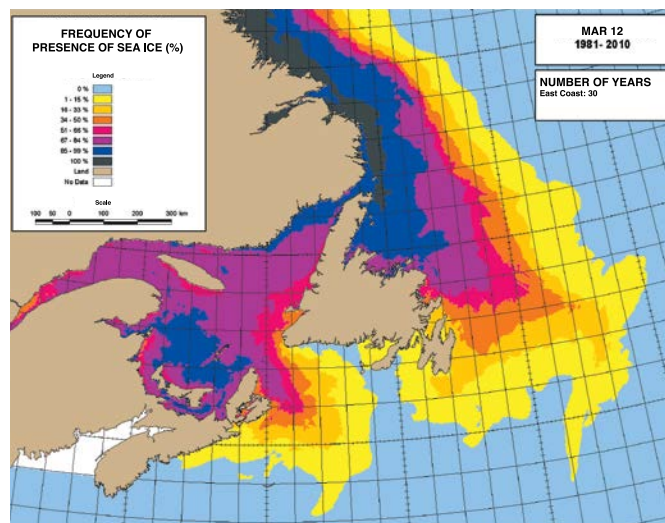 FREQUENCY OF
PRESENCE OF SEA ICE (%)
Legend
0 %
1 - 15 %
16 - 33 %
34 - 50 %
51 - 66 %
67 - 84 %
85 - 99 %
100 %
Land
No Data
Scale
100 50 0 100 200 300 km
MAR 12
1981- 2010
NUMBER OF YEARS
East Coast: 30